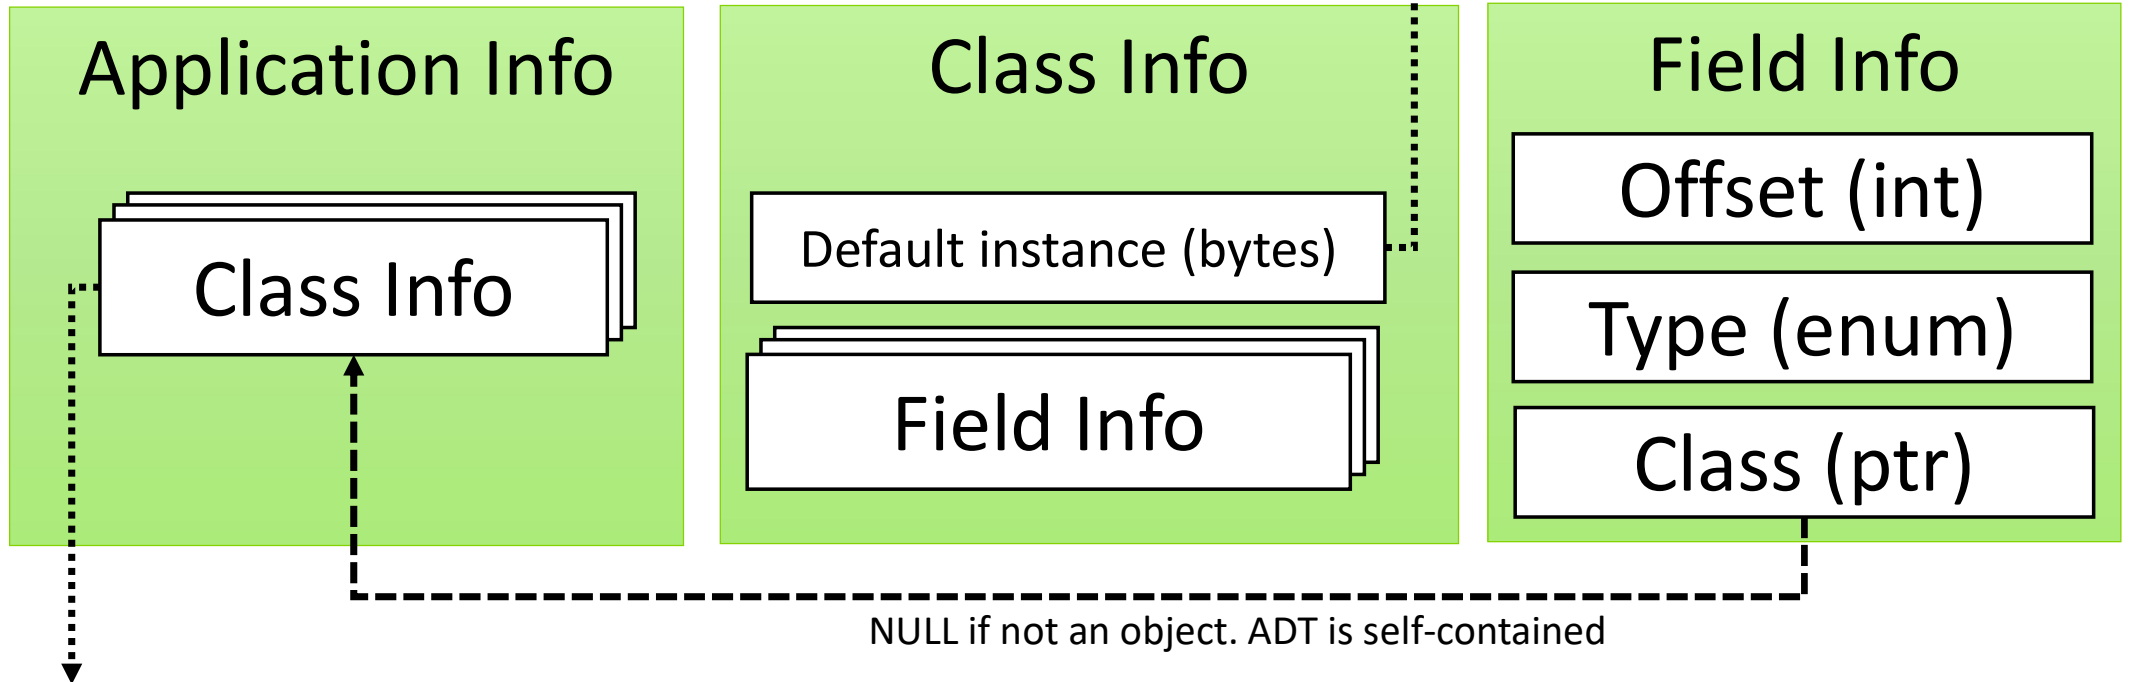 Application Info
Class Info
Class Info
Default instance (bytes)
Field Info
Field Info
Offset (int)
Type (enum)
Class (ptr)
NULL if not an object. ADT is self-contained